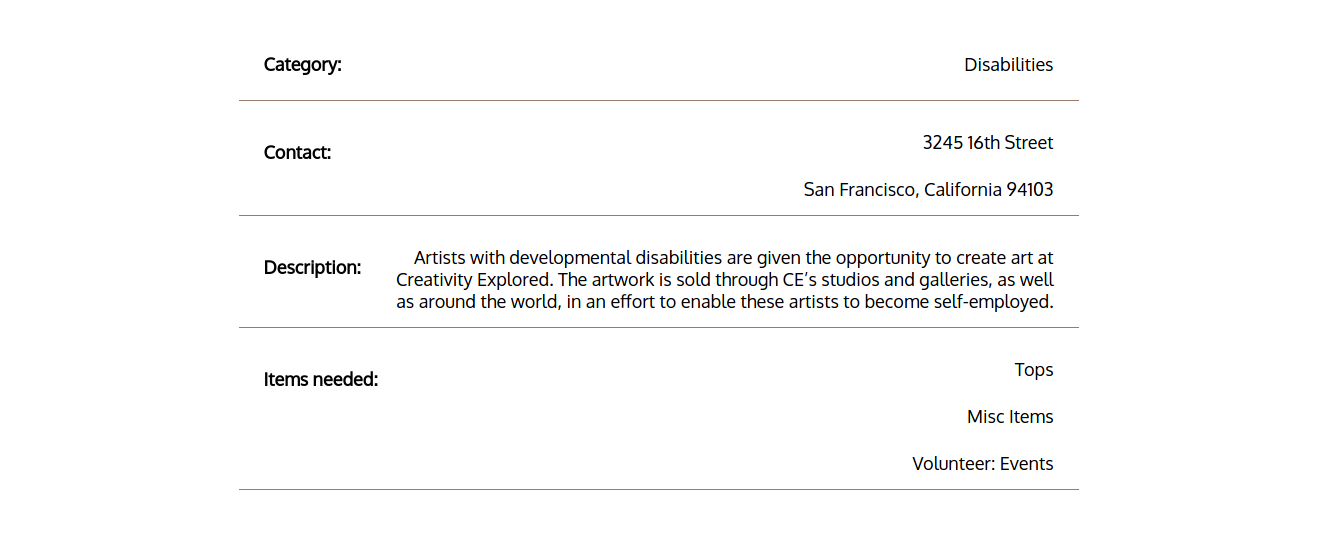 Category:
Disabilities
Contact:
3245 16th Street
San Francisco, California 94103
Description:
Artists with developmental disabilities are given the opportunity to create art at
Creativity Explored. The artwork is sold through CE’s studios and galleries, as well
as around the world, in an effort to enable these artists to become self-employed.
Items needed:
Tops
Misc Items
Volunteer: Events